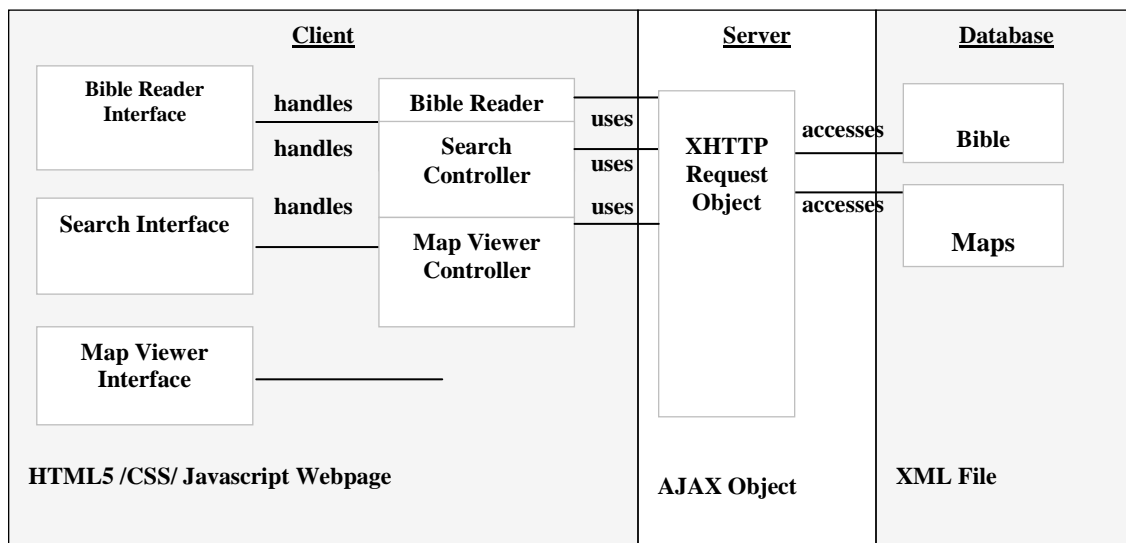 Client
Server
Database
Bible Reader
Interface
handles
handles
Bible Reader
Search
Controller
uses
uses
XHTTP
Request
Object
accesses
accesses
Bible
Search Interface
handles
uses
Map Viewer
Controller
Maps
Map Viewer
Interface
HTML5 /CSS/ Javascript Webpage
AJAX Object
XML File